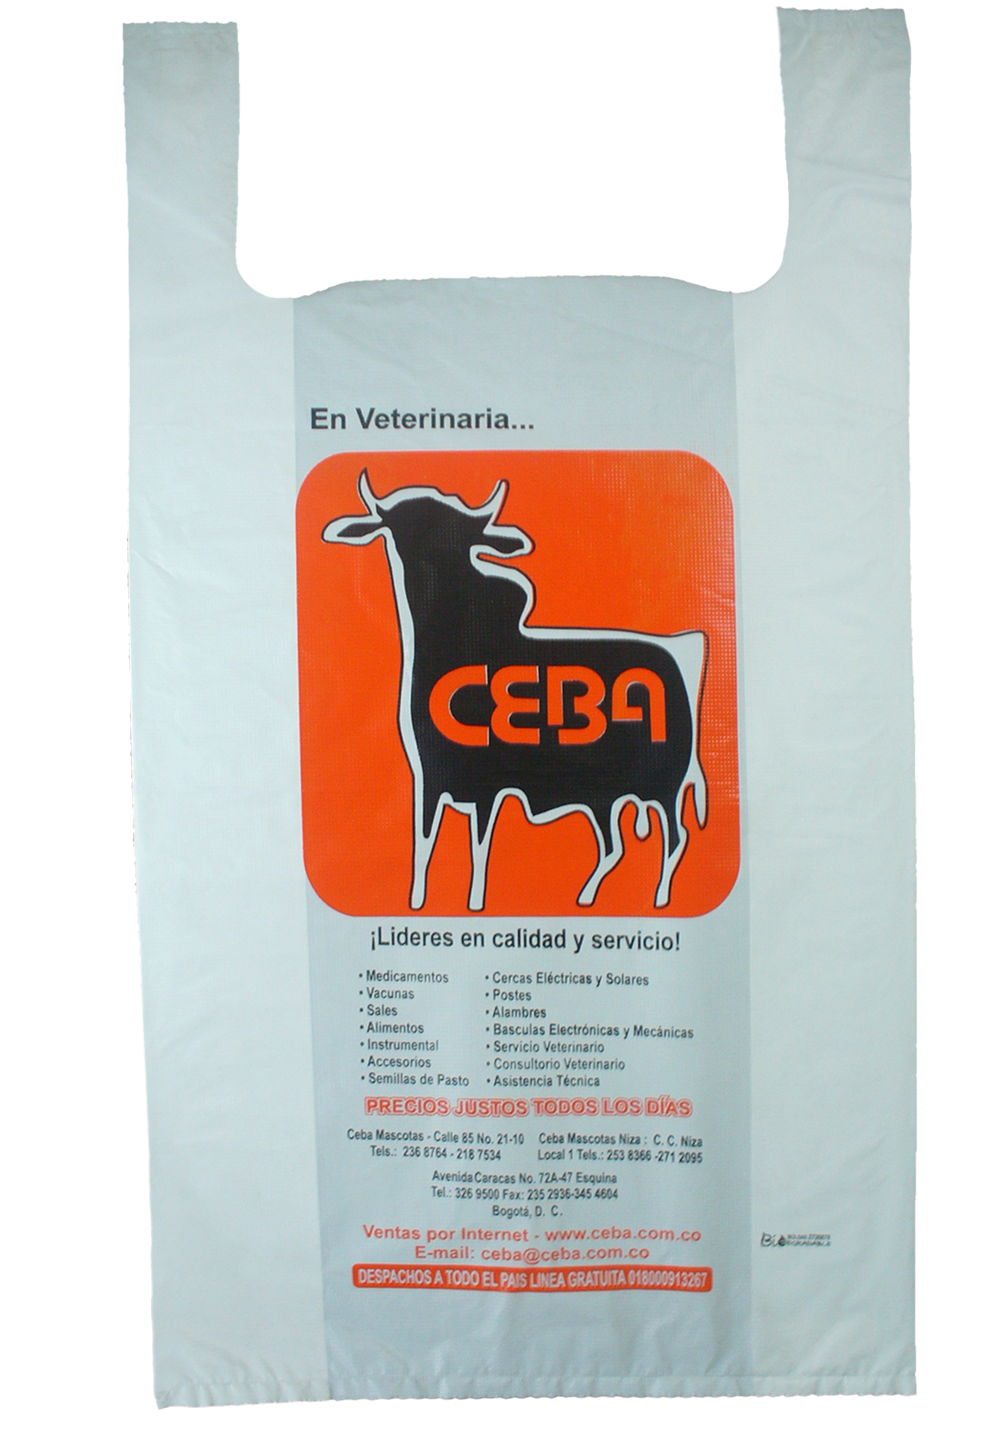 En Veterinaria...
CEBA
¡Lideres en calidad y servicio!
• Medicamentos
• Vacunas
• Sales
• Alimentos
• Instrumental
• Accesorios
• Semillas de Pasto
• Cercas Eléctricas y Solares
• Postes
• Alambres
• Basculas Electrónicas y Mecánicas
• Servicio Veterinario
• Consultorio Veterinario
• Asistencia Técnica
PRECIOS JUSTOS TODOS LOS DÍAS
Ceba Mascotas - Calle 85 No. 21-10
Tels.: 236 8764 - 218 7534
Ceba Mascotas Niza : C. C. Niza
Local 1 Tels.: 253 8366 -271 2095
Avenida Caracas No. 72A-47 Esquina
Tel.: 326 9500 Fax: 235 2936-345 4604
Bogotá, D. C.
Ventas por Internet - www.ceba.com.co
E-mail: ceba@ceba.com.co
DESPACHOS A TODO EL PAIS LINEA GRATUITA 018000913267